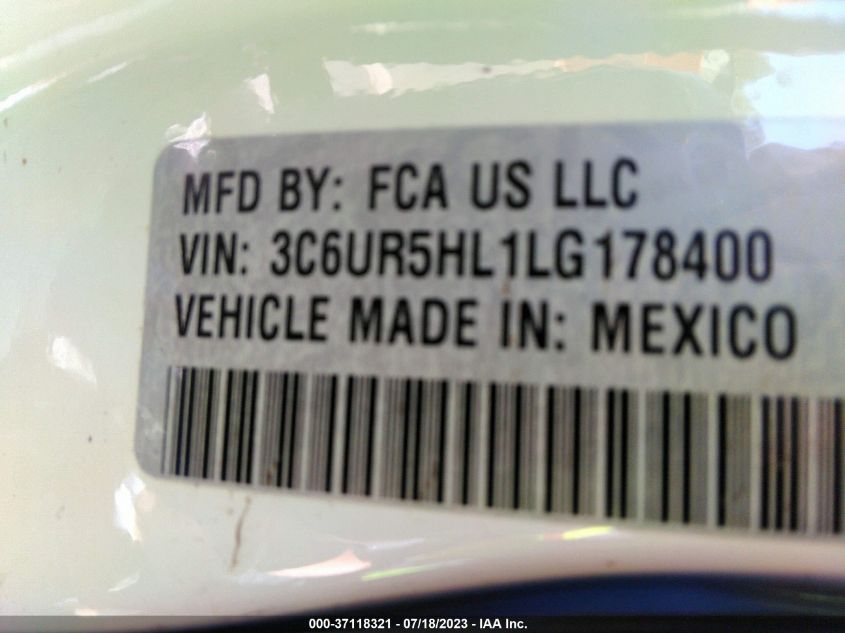 MFD BY: FCA US LLC
VIN: 3C6UR5HL1LG178400
VEHICLE MADE IN: MEXICO
000-37118321 - 07/18/2023 - IAA Inc.